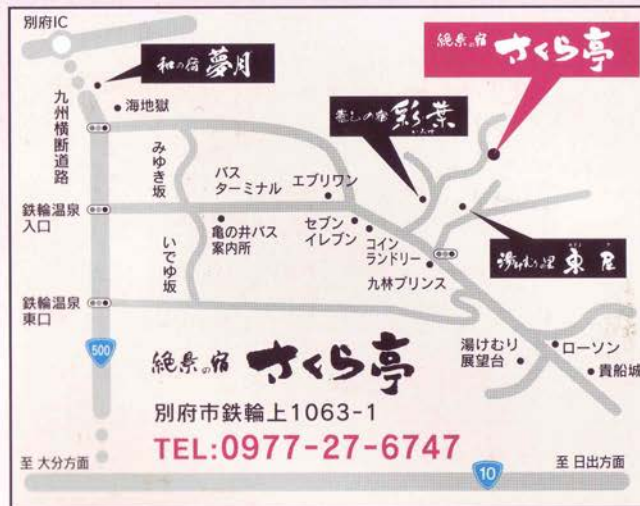 別府IC
和の宿 夢月
絶景の宿 さくら亭
九州横断道路
海地獄
蒸しの宿 彩葉
いろは
みゆき坂
バス
ターミナル
エブリワン
鉄輪温泉
入口
亀の井バス
案内所
セブン
イレブン
コイン
ランドリー
湯けむりの里 東屋
いでゆ坂
九林プリンス
鉄輪温泉
東口
500
湯けむり
展望台
ローソン
貴船城
絶景の宿 さくら亭
別府市鉄輪上1063-1
TEL:0977-27-6747
至 大分方面
10
至 日出方面